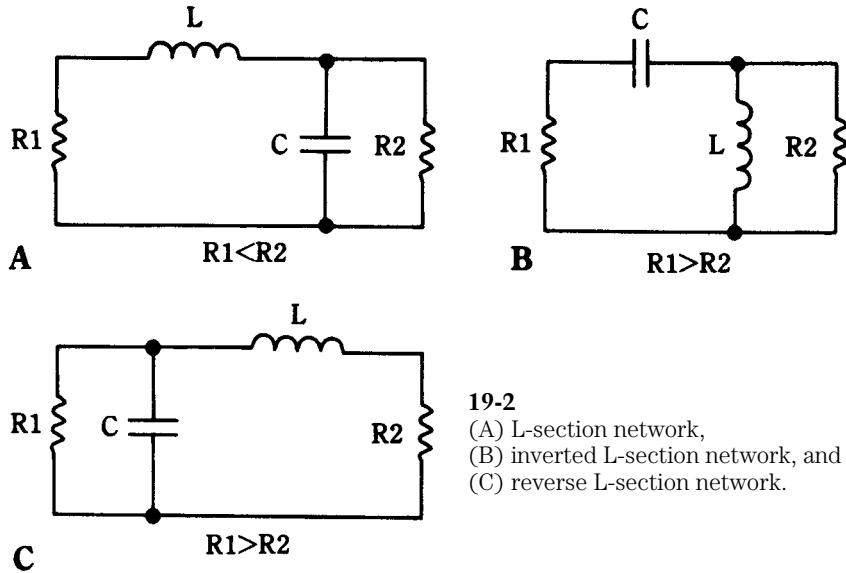 L
R1
C
R2
A
R1<R2
C
R1
L
R2
B
R1>R2
L
R1
C
R2
C
R1>R2
19-2
(A) L-section network,
(B) inverted L-section network, and
(C) reverse L-section network.